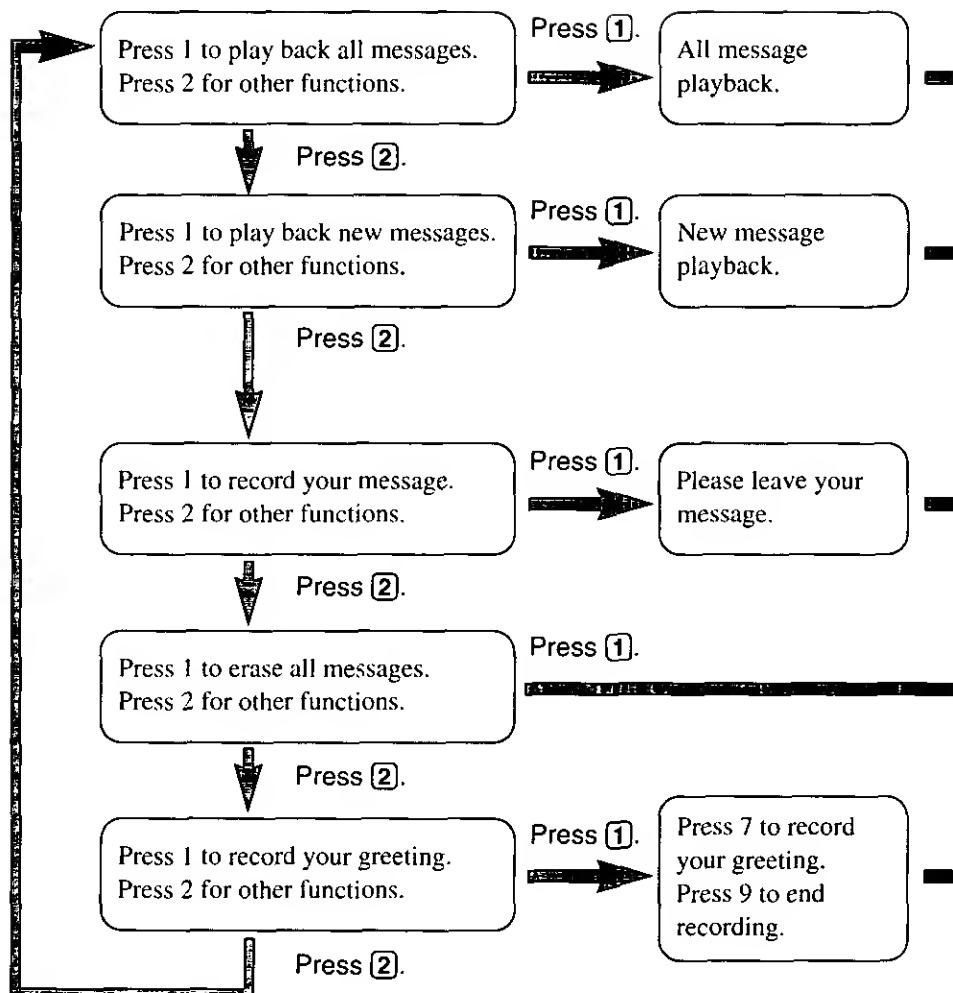 Press 1 to play back all messages.
Press 2 for other functions.
Press 1.
All message
playback.
Press 2.
Press 1 to play back new messages.
Press 2 for other functions.
Press 1.
New message
playback.
Press 2.
Press 1 to record your message.
Press 2 for other functions.
Press 1.
Please leave your
message.
Press 2.
Press 1 to erase all messages.
Press 2 for other functions.
Press 1.
Press 2.
Press 1 to record your greeting.
Press 2 for other functions.
Press 1.
Press 7 to record
your greeting.
Press 9 to end
recording.
Press 2.